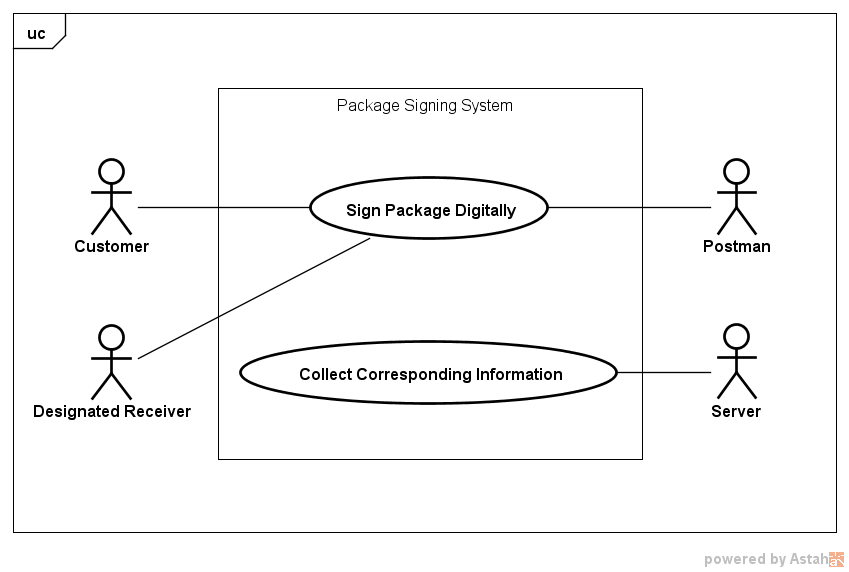 uc
Package Signing System
Sign Package Digitally
Customer
Postman
Collect Corresponding Information
Designated Receiver
Server
powered by Astah